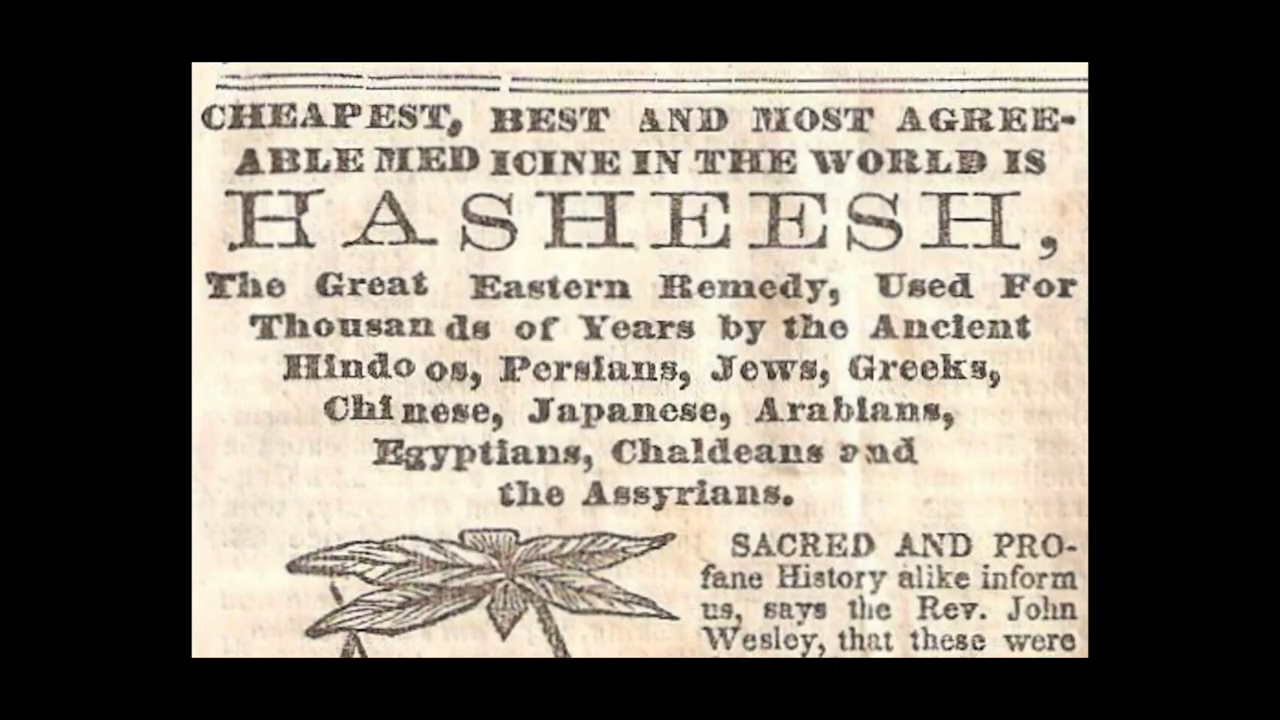 CHEAPEST, BEST AND MOST AGREE-
ABLE MEDICINE IN THE WORLD IS
HASHEESH,
The Great Eastern Remedy, Used For
Thousands of Years by the Ancient
Hindoos, Persians, Jews, Greeks,
Chinese, Japanese, Arabians,
Egyptians, Chaldeans and
the Assyrians.
SACRED AND PRO-
fane History alike inform
us, says the Rev. John
Wesley, that these were